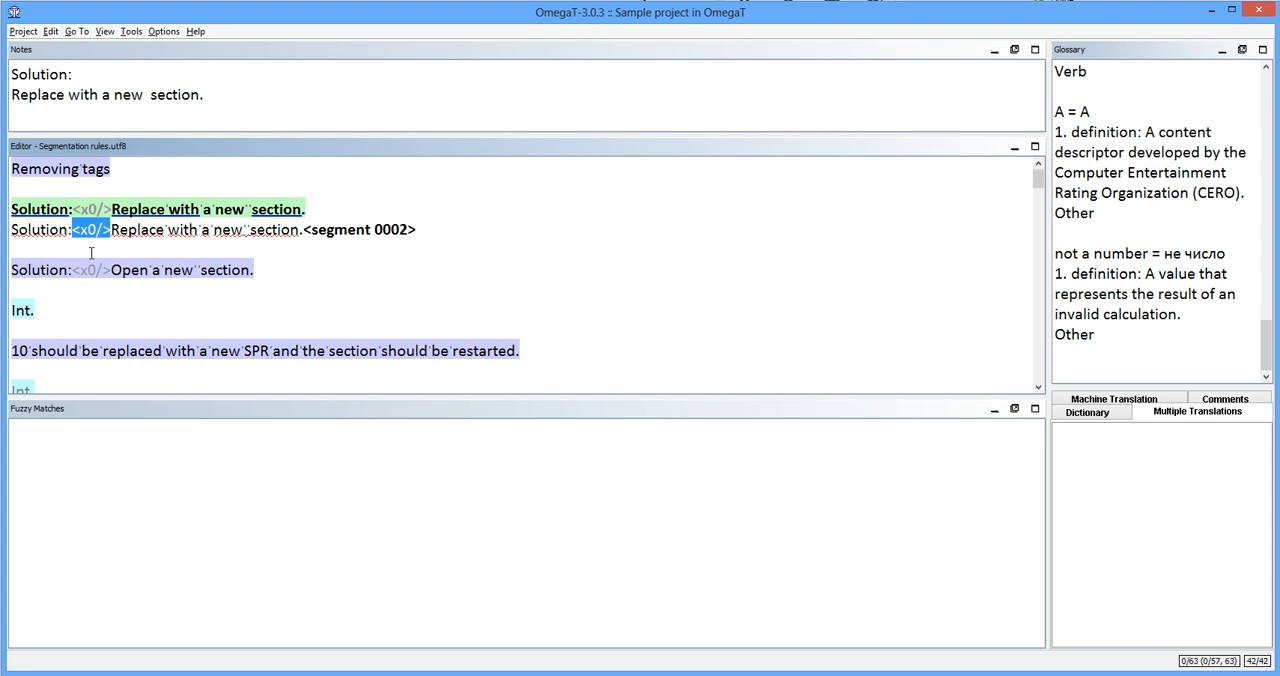 OmegaT-3.0.3 :: Sample project in OmegaT
Project Edit Go To View Tools Options Help
Notes
Solution:
Replace with a new  section.
Editor - Segmentation rules.utf8
Removing tags
Solution:<x0/>Replace with a new  section.
Solution:<x0/>Replace with a new  section.<segment 0002>
Solution:<x0/>Open a new  section.
Int.
10 should be replaced with a new SPR and the section should be restarted.
Int.
Fuzzy Matches
Glossary
Verb
A = A
1. definition: A content
descriptor developed by the
Computer Entertainment
Rating Organization (CERO).
Other
not a number = не число
1. definition: A value that
represents the result of an
invalid calculation.
Other
Machine Translation Comments
Dictionary Multiple Translations
0/63 (0/57, 63) 42/42